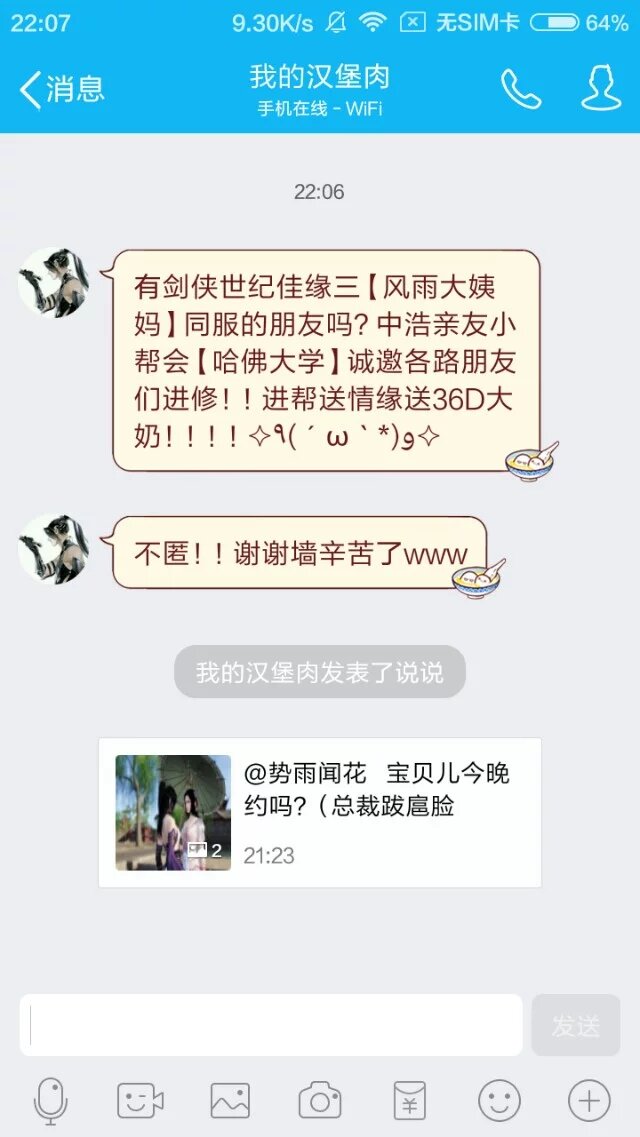 22:07 9.30K/s 无SIM卡 64%
消息 我的汉堡肉
手机在线 - WiFi
22:06
有剑侠世纪佳缘三【风雨大姨
妈】同服的朋友吗？中浩亲友小
帮会【哈佛大学】诚邀各路朋友
们进修！！进帮送情缘送36D大
奶！！！！✧٩(ˊωˋ*)و✧
不匿！！谢谢墙辛苦了www
我的汉堡肉发表了说说
@势雨闻花 宝贝儿今晚
约吗？（总裁跋扈脸
2
21:23
发送